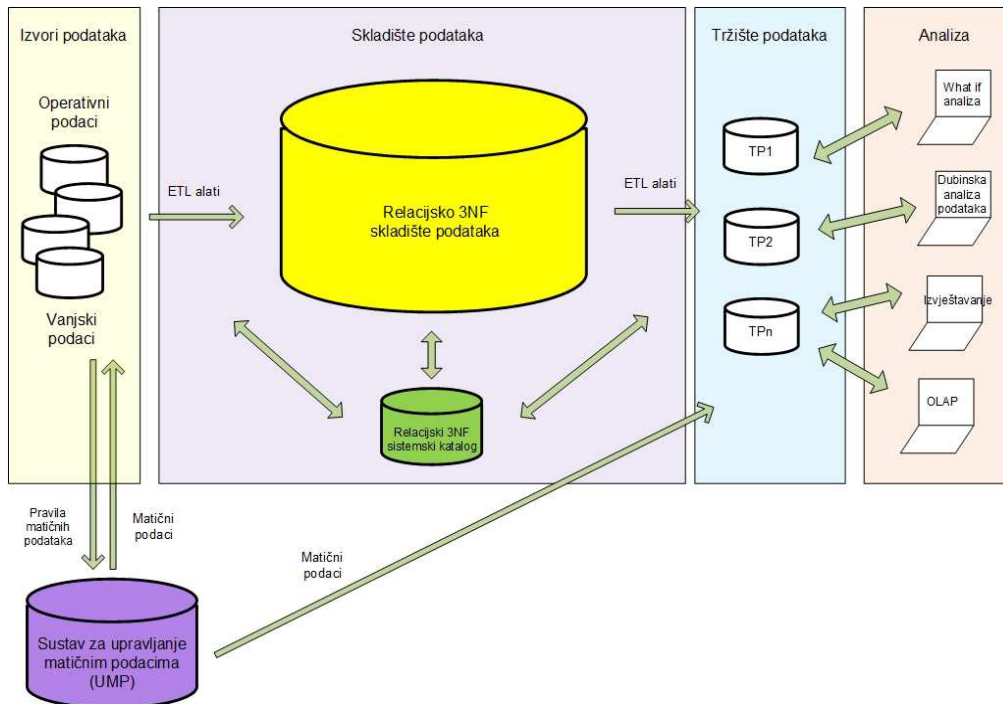 Izvori podataka
Skladište podataka
Tržište podataka
Analiza
Operativni
podaci
Vanjski
podaci
ETL alati
Relacijsko 3NF
skladište podataka
ETL alati
Relacijski 3NF
sistemski katalog
TP1
TP2
TPn
What if
analiza
Dubinska
analiza
podataka
Izvještavanje
OLAP
Pravila
matičnih
podataka
Matični
podaci
Matični
podaci
Sustav za upravljanje
matičnim podacima
(UMP)